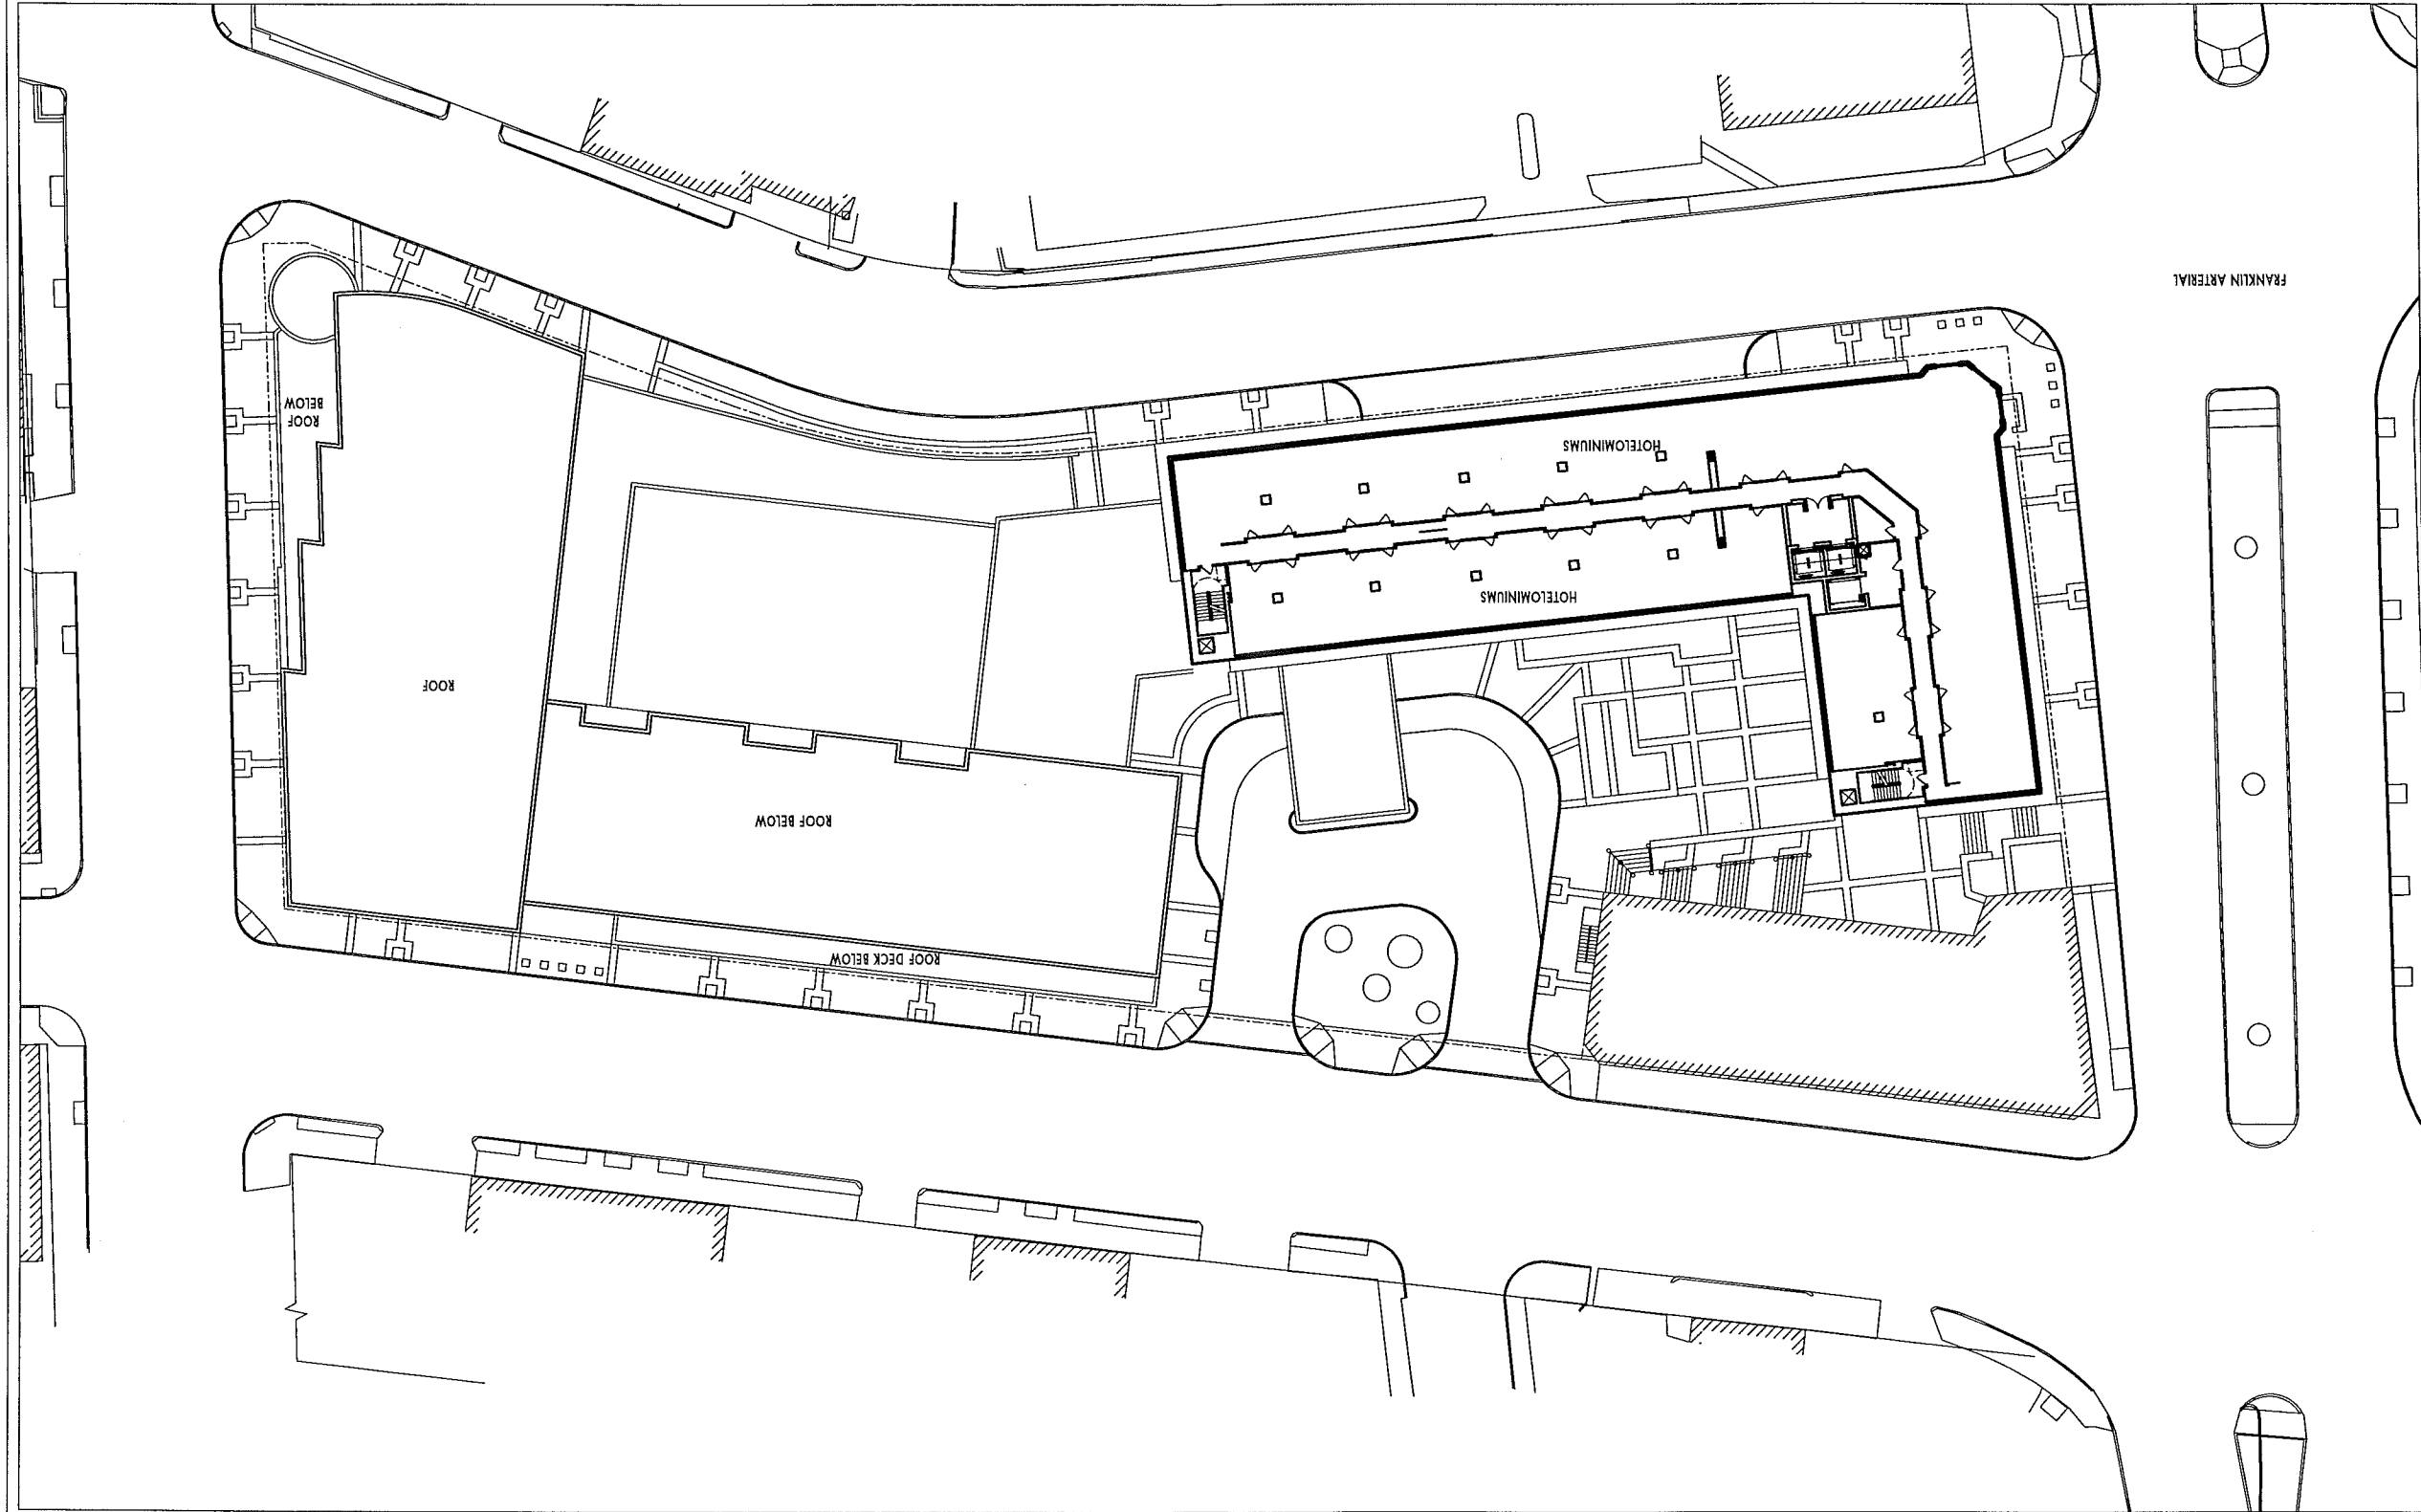 FRANKLIN ARTERIAL
ROOF
BELOW
HOTELOMINIUMS
HOTELOMINIUMS
ROOF
ROOF BELOW
ROOF DECK BELOW